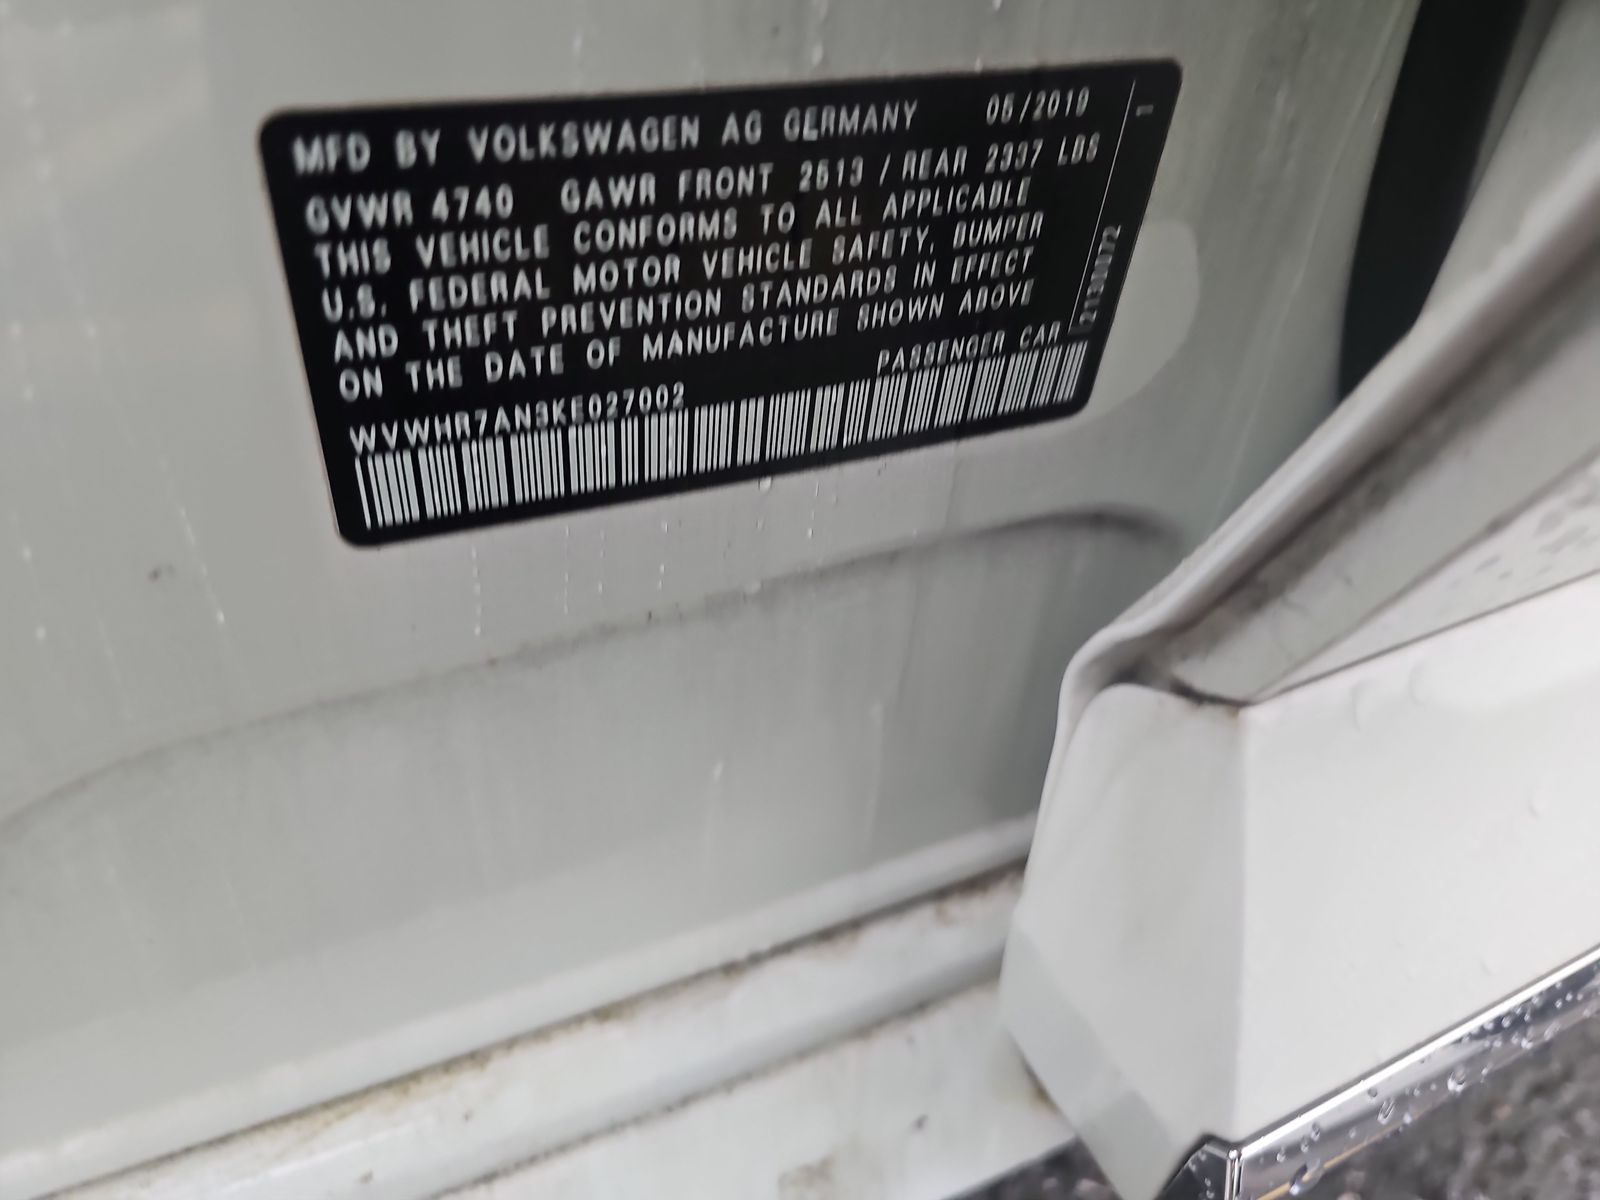 MFD BY VOLKSWAGEN AG GERMANY 05/2019
GVWR 4740 GAWR FRONT 2513 / REAR 2337 LBS
THIS VEHICLE CONFORMS TO ALL APPLICABLE
U.S. FEDERAL MOTOR VEHICLE SAFETY, BUMPER
AND THEFT PREVENTION STANDARDS IN EFFECT
ON THE DATE OF MANUFACTURE SHOWN ABOVE
WVWHR7AN3KE027002 PASSENGER CAR
1